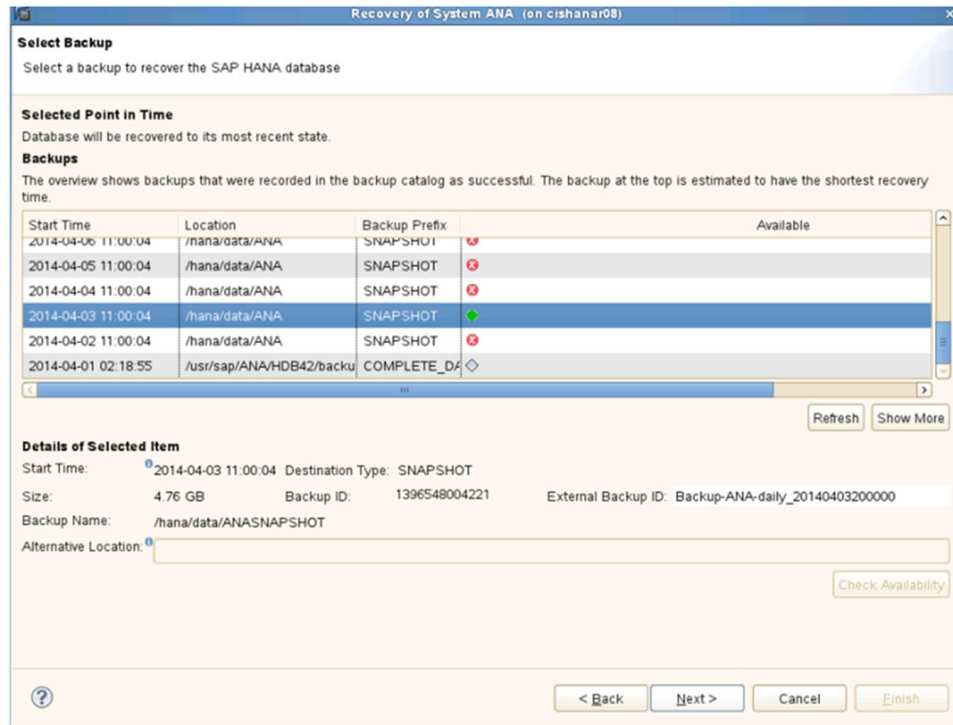 Recovery of System ANA (on cishanar08)
Select Backup
Select a backup to recover the SAP HANA database
Selected Point in Time
Database will be recovered to its most recent state.
Backups
The overview shows backups that were recorded in the backup catalog as successful. The backup at the top is estimated to have the shortest recovery
time.
Start Time Location Backup Prefix Available
2014-04-06 11:00:04 /hana/data/ANA SNAPSHOT
2014-04-05 11:00:04 /hana/data/ANA SNAPSHOT
2014-04-04 11:00:04 /hana/data/ANA SNAPSHOT
2014-04-03 11:00:04 /hana/data/ANA SNAPSHOT
2014-04-02 11:00:04 /hana/data/ANA SNAPSHOT
2014-04-01 02:18:55 /usr/sap/ANA/HDB42/backu COMPLETE_DA
Refresh Show More
Details of Selected Item
Start Time: 2014-04-03 11:00:04 Destination Type: SNAPSHOT
Size: 4.76 GB Backup ID: 1396548004221 External Backup ID: Backup-ANA-daily_20140403200000
Backup Name: /hana/data/ANASNAPSHOT
Alternative Location:
Check Availability
? < Back Next > Cancel Finish